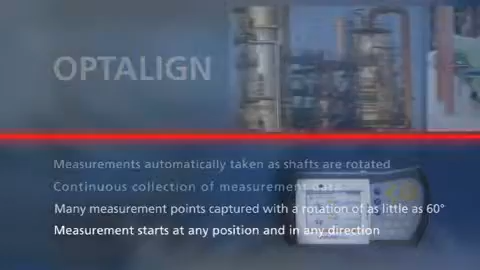 OPTALIGN
Measurements automatically taken as shafts are rotated
Continuous collection of measurement data
Many measurement points captured with a rotation of as little as 60°
Measurement starts at any position and in any direction